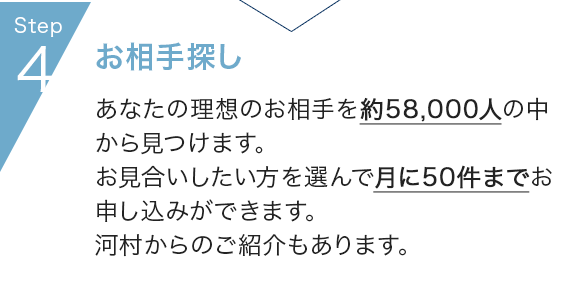 Step
4
お相手探し
あなたの理想のお相手を約58,000人の中
から見つけます。
お見合いしたい方を選んで月に50件までお
申し込みができます。
河村からのご紹介もあります。